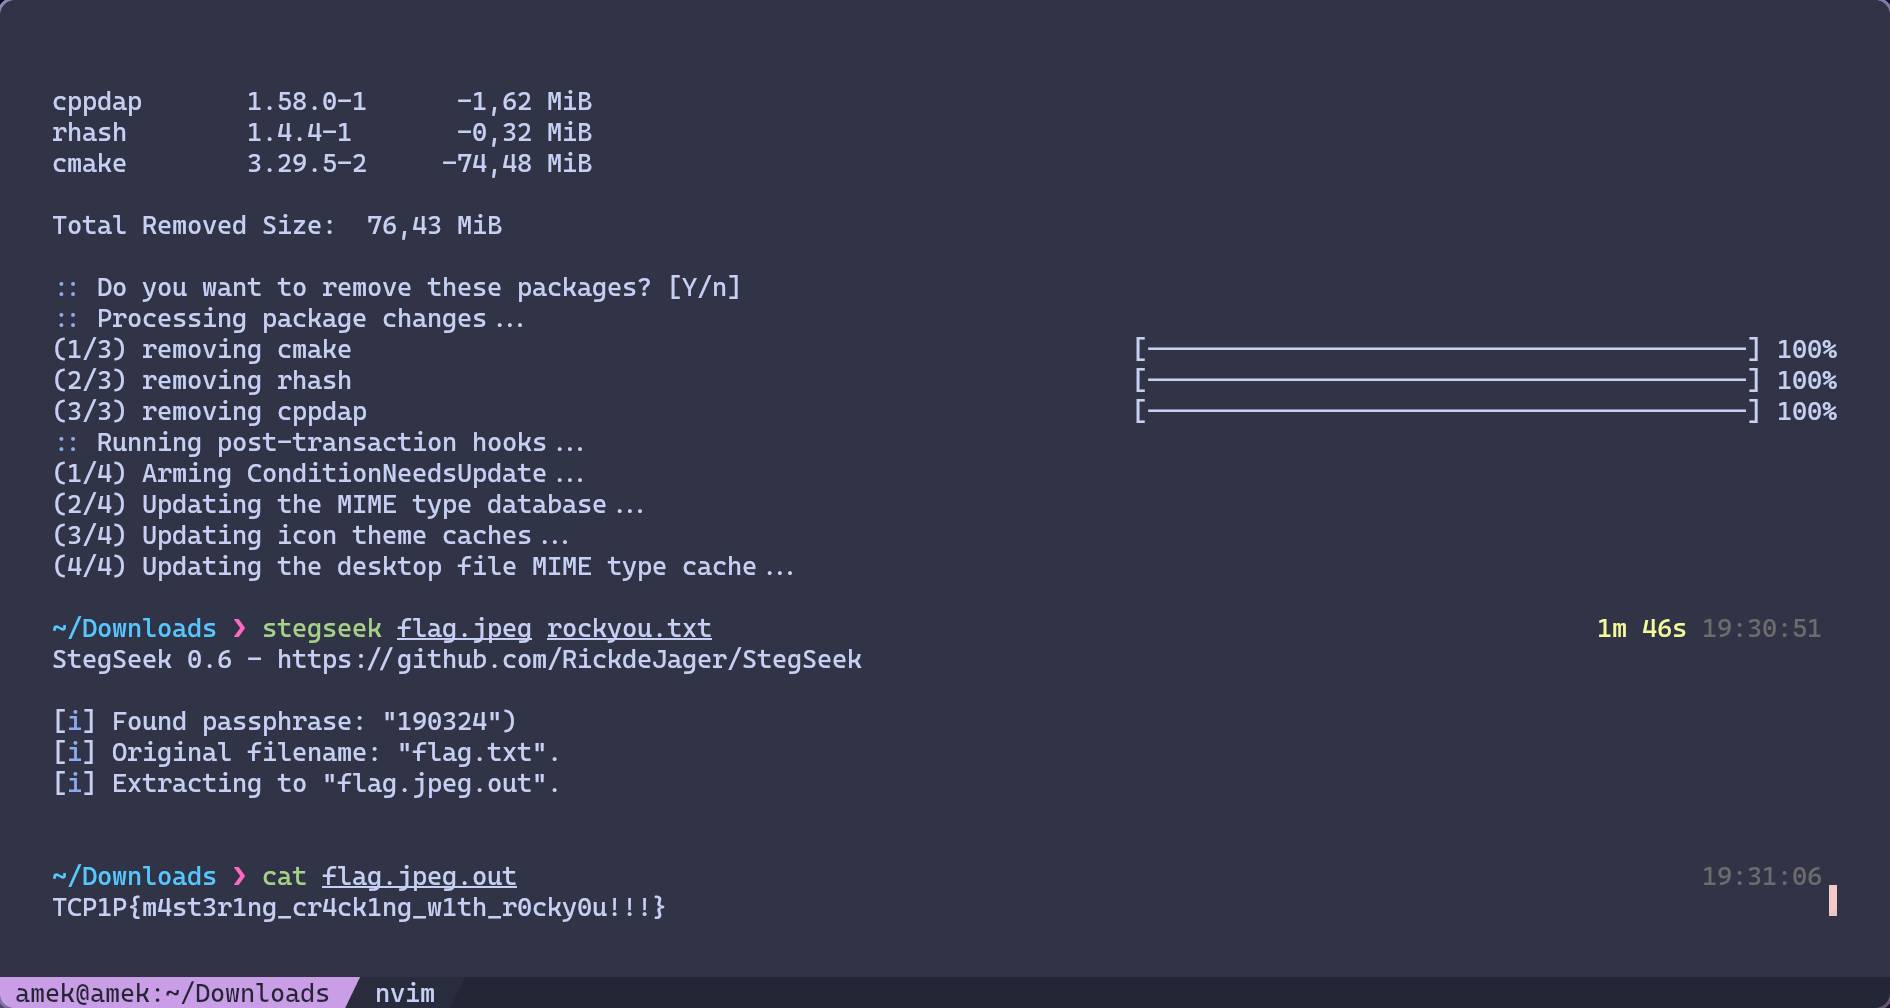 cppdap       1.58.0-1      -1,62 MiB
rhash        1.4.4-1       -0,32 MiB
cmake        3.29.5-2     -74,48 MiB
Total Removed Size:  76,43 MiB
:: Do you want to remove these packages? [Y/n]
:: Processing package changes...
(1/3) removing cmake [----------------------------------------] 100%
(2/3) removing rhash [----------------------------------------] 100%
(3/3) removing cppdap [----------------------------------------] 100%
:: Running post-transaction hooks...
(1/4) Arming ConditionNeedsUpdate...
(2/4) Updating the MIME type database...
(3/4) Updating icon theme caches...
(4/4) Updating the desktop file MIME type cache...
~/Downloads ❯ stegseek flag.jpeg rockyou.txt 1m 46s 19:30:51
StegSeek 0.6 - https://github.com/RickdeJager/StegSeek
[i] Found passphrase: "190324")
[i] Original filename: "flag.txt".
[i] Extracting to "flag.jpeg.out".
~/Downloads ❯ cat flag.jpeg.out 19:31:06
TCP1P{m4st3r1ng_cr4ck1ng_w1th_r0cky0u!!!}
amek@amek:~/Downloads nvim